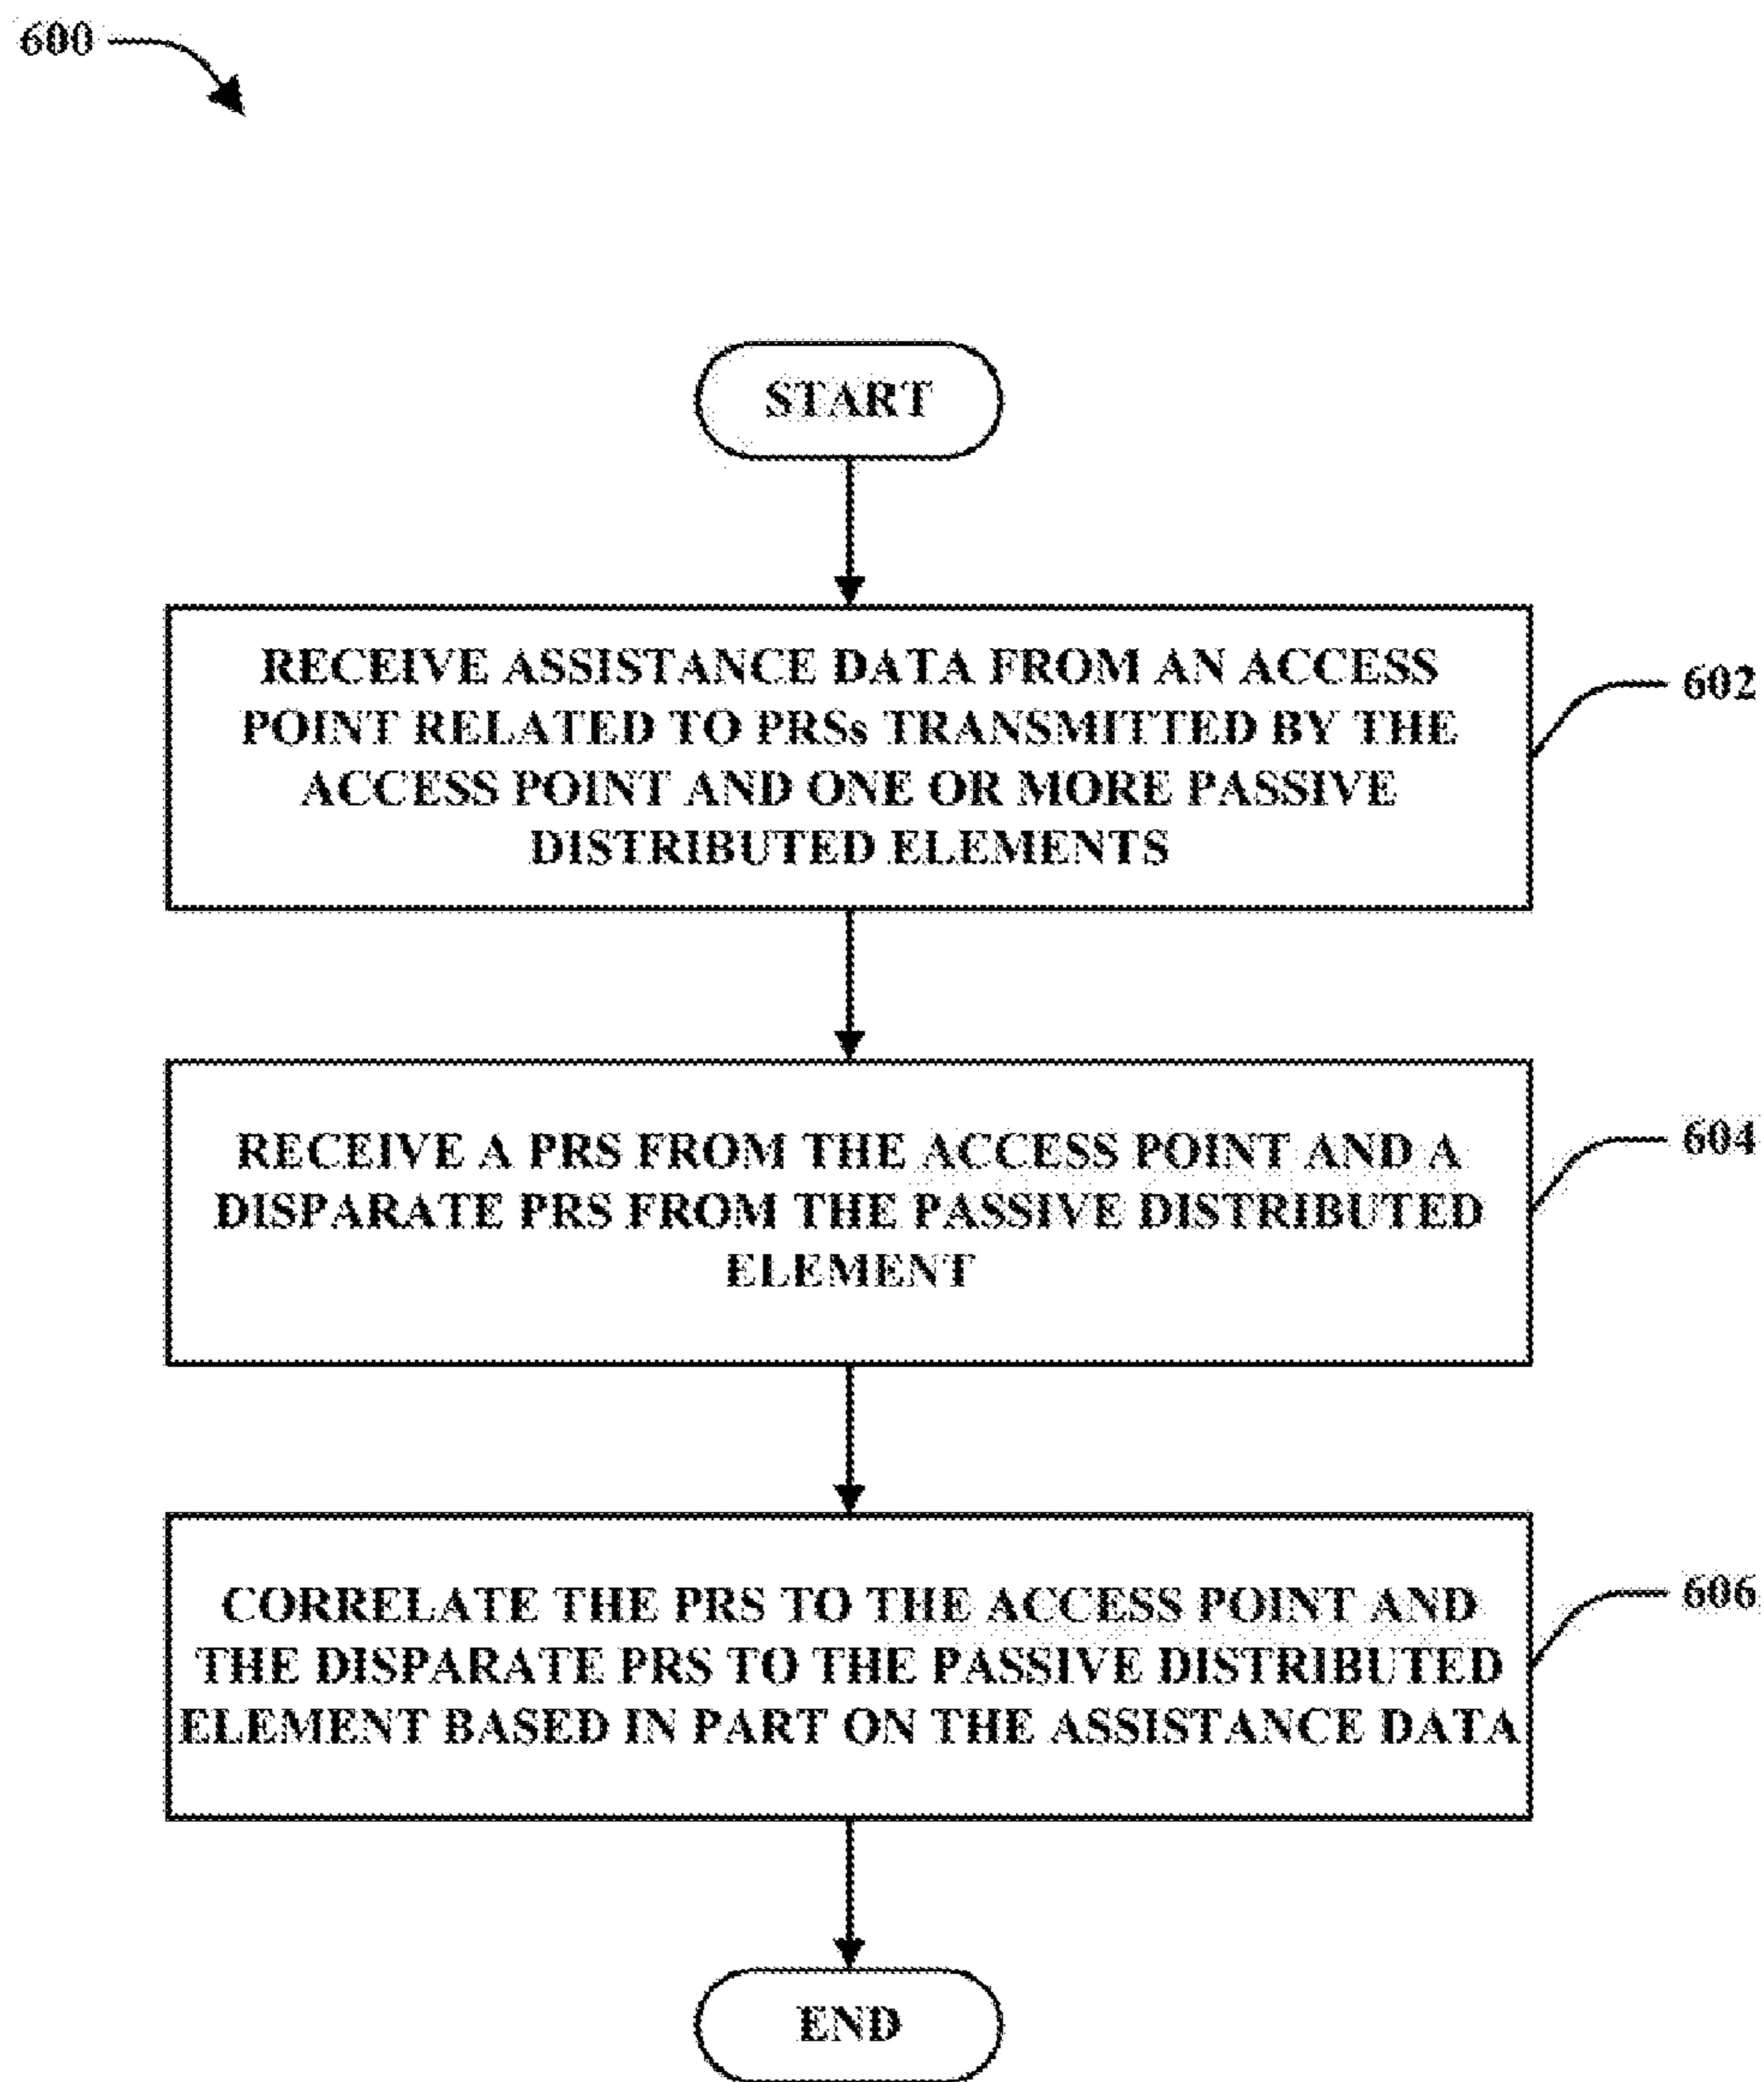 600
START
RECEIVE ASSISTANCE DATA FROM AN ACCESS
POINT RELATED TO PRSs TRANSMITTED BY THE
ACCESS POINT AND ONE OR MORE PASSIVE
DISTRIBUTED ELEMENTS
602
RECEIVE A PRS FROM THE ACCESS POINT AND A
DISPARATE PRS FROM THE PASSIVE DISTRIBUTED
ELEMENT
604
CORRELATE THE PRS TO THE ACCESS POINT AND
THE DISPARATE PRS TO THE PASSIVE DISTRIBUTED
ELEMENT BASED IN PART ON THE ASSISTANCE DATA
606
END